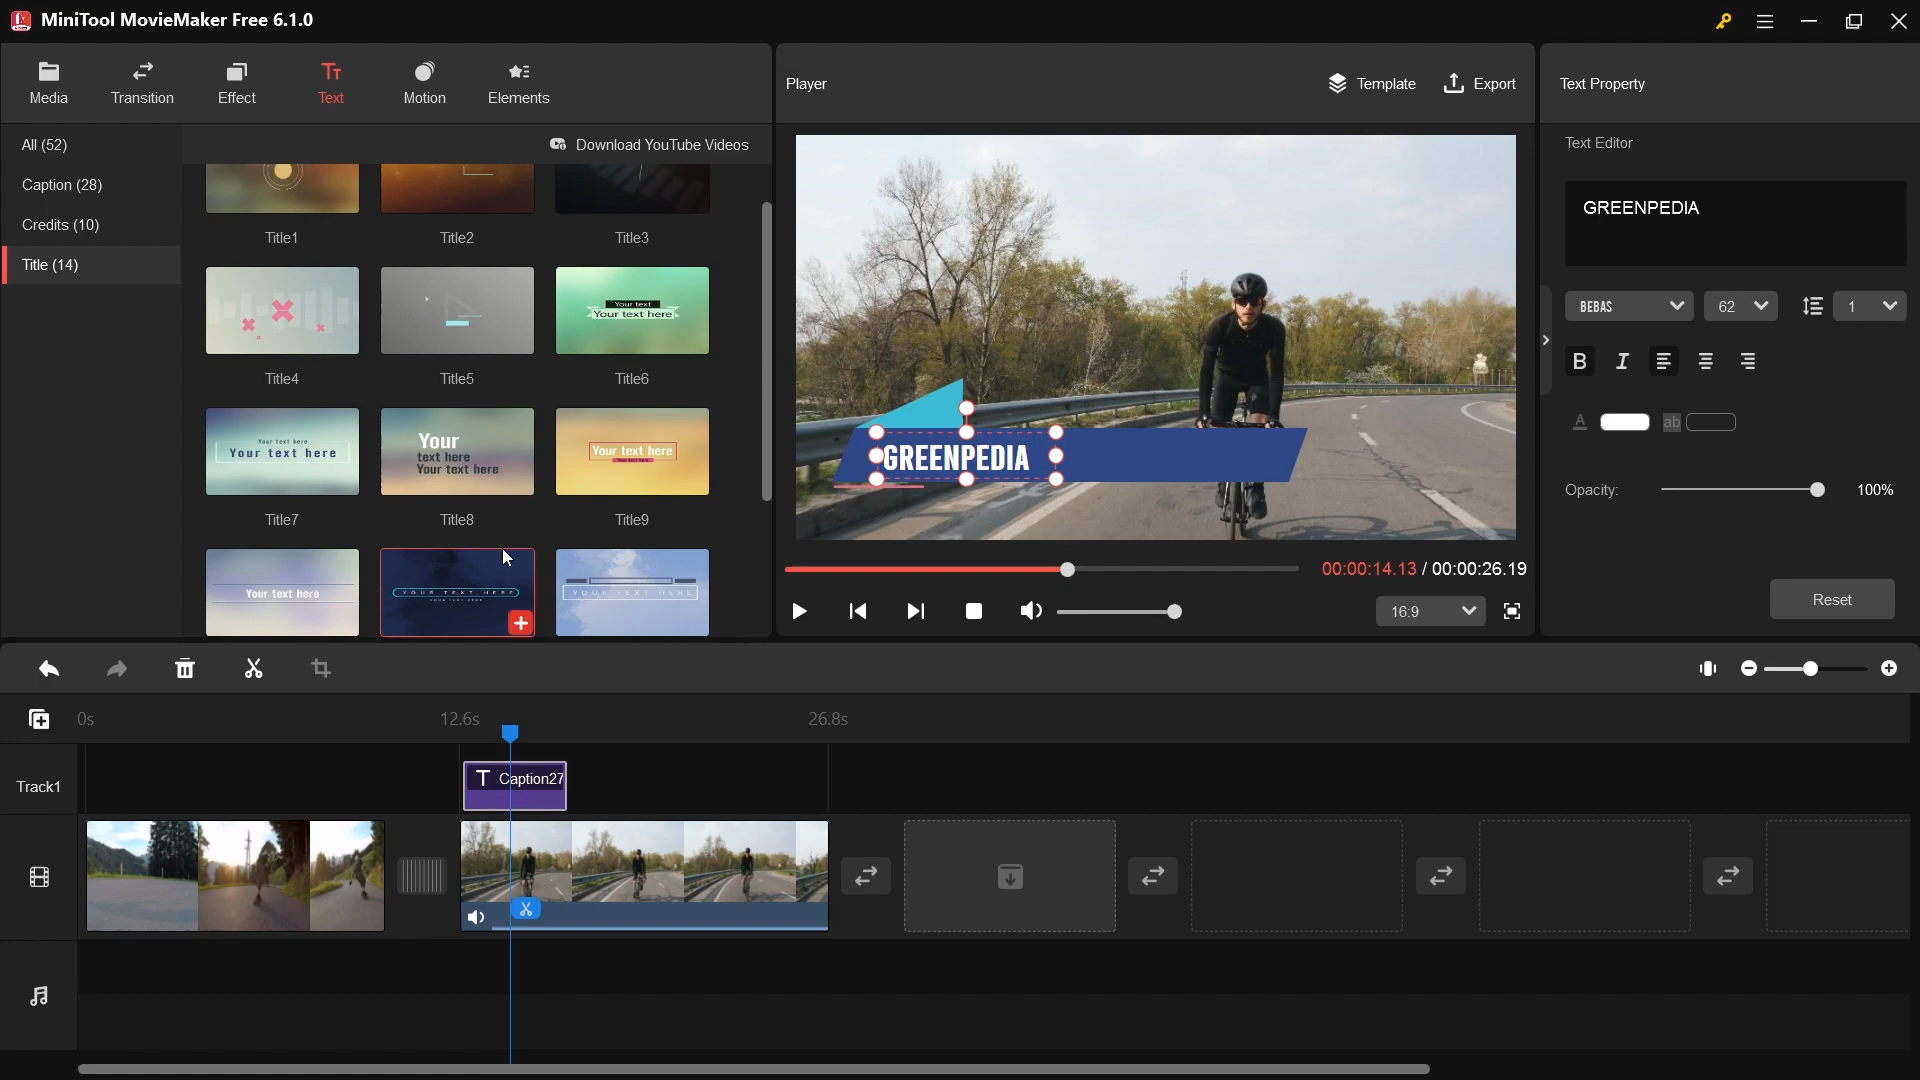 MiniTool MovieMaker Free 6.1.0
Media
Transition
Effect
Text
Motion
Elements
Player
Template
Export
Text Property
All (52)
Caption (28)
Credits (10)
Title (14)
Download YouTube Videos
Title1
Title2
Title3
Your text
Your text here
Title4
Title5
Title6
Your text here
Your text here
Your
text here
Your text here
Your text here
Title7
Title8
Title9
Your text here
YOUR TEXT HERE
YOUR TEXT HERE
GREENPEDIA
00:00:14.13 / 00:00:26.19
16:9
Text Editor
GREENPEDIA
BEBAS
62
1
B
I
A
ab
Opacity:
100%
Reset
0s
12.6s
26.8s
Track1
T Caption27